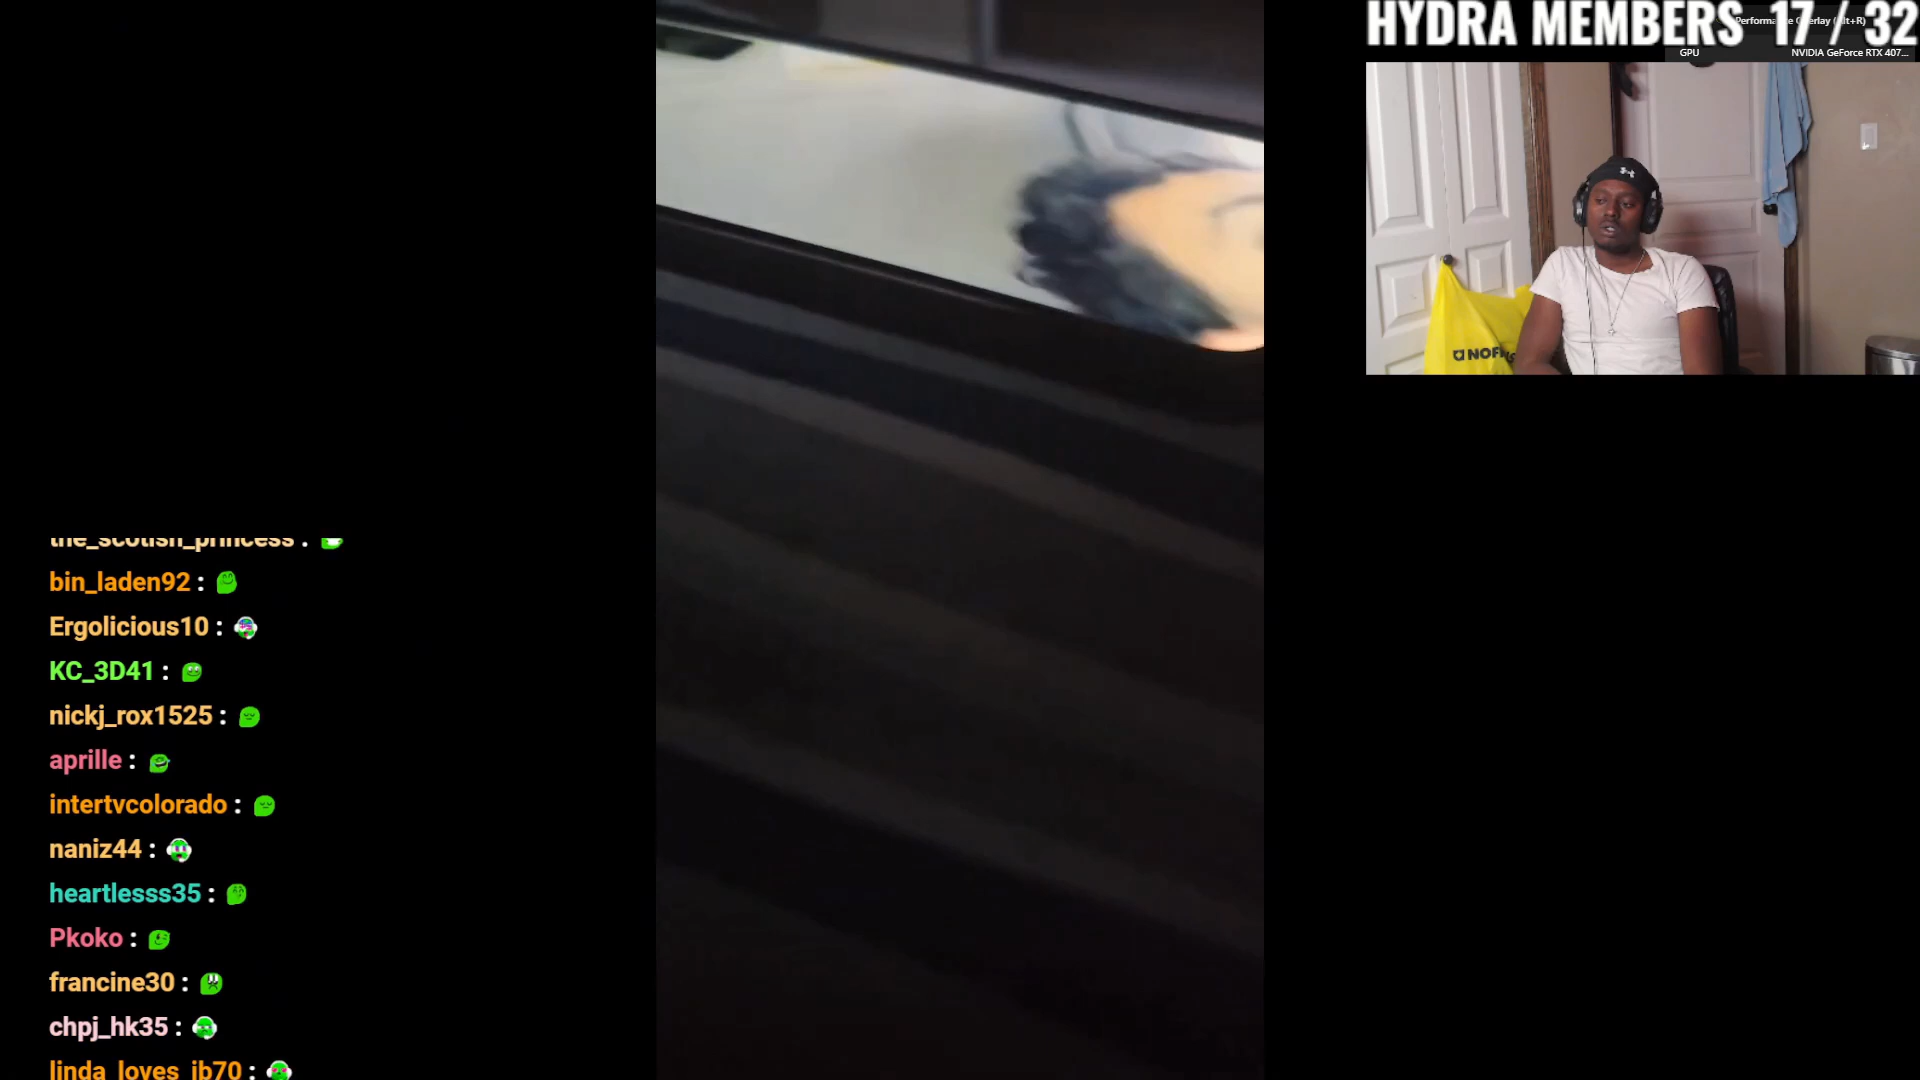 HYDRA MEMBERS 17 / 32
GPU NVIDIA GeForce RTX 407...
the_scotish_princess :
bin_laden92 :
Ergolicious10 :
KC_3D41 :
nickj_rox1525 :
aprille :
intertvcolorado :
naniz44 :
heartlesss35 :
Pkoko :
francine30 :
chpj_hk35 :
linda_loves_jb70 :